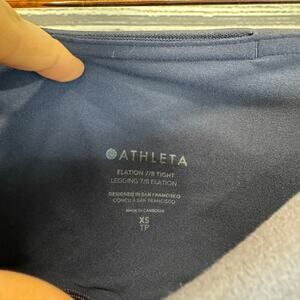 ATHLETA
ELATION 7/8 TIGHT
LEGGING 7/8 ELATION
DESIGNED IN SAN FRANCISCO
CONÇU À SAN FRANCISCO
MADE IN CAMBODIA
XS
TP